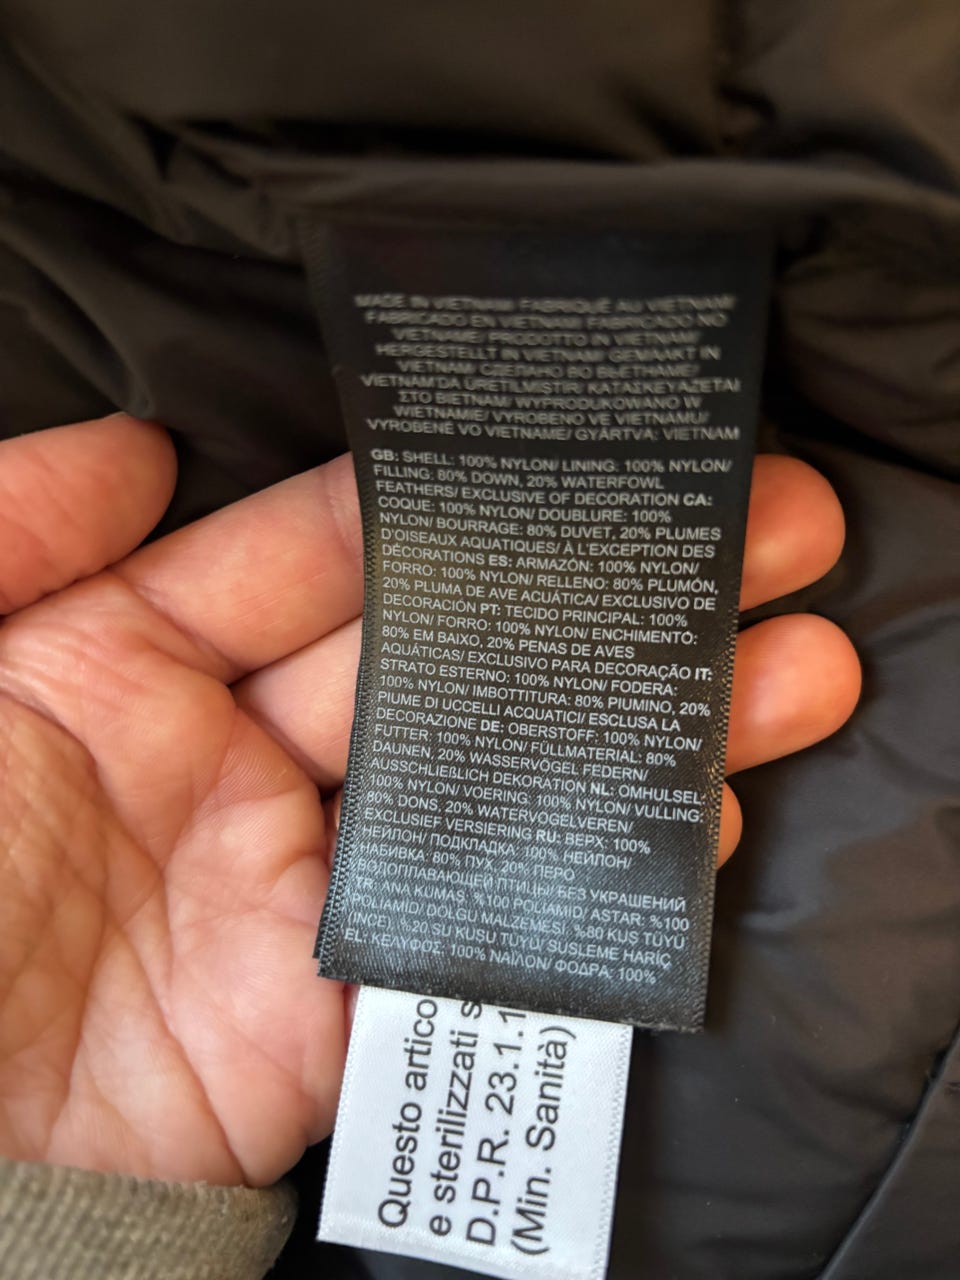 MADE IN VIETNAM/ FABRIQUÉ AU VIETNAM/
FABRICADO EN VIETNAM/ FABRICADO NO
VIETNAME/ PRODOTTO IN VIETNAM/
HERGESTELLT IN VIETNAM/ GEMAAKT IN
VIETNAM/ СДЕЛАНО ВО ВЬЕТНАМЕ/
VIETNAM'DA ÜRETILMIŞTIR/ ΚΑΤΑΣΚΕΥΑΖΕΤΑΙ
ΣΤΟ ΒΙΕΤΝΑΜ/ WYPRODUKOWANO W
WIETNAMIE/ VYROBENO VE VIETNAMU/
VYROBENÉ VO VIETNAME/ GYÁRTVA: VIETNAM
GB: SHELL: 100% NYLON/ LINING: 100% NYLON/
FILLING: 80% DOWN, 20% WATERFOWL
FEATHERS/ EXCLUSIVE OF DECORATION CA:
COQUE: 100% NYLON/ DOUBLURE: 100%
NYLON/ BOURRAGE: 80% DUVET, 20% PLUMES
D'OISEAUX AQUATIQUES/ À L'EXCEPTION DES
DÉCORATIONS ES: ARMAZÓN: 100% NYLON/
FORRO: 100% NYLON/ RELLENO: 80% PLUMÓN,
20% PLUMA DE AVE ACUÁTICA/ EXCLUSIVO DE
DECORACIÓN PT: TECIDO PRINCIPAL: 100%
NYLON/ FORRO: 100% NYLON/ ENCHIMENTO:
80% EM BAIXO, 20% PENAS DE AVES
AQUÁTICAS/ EXCLUSIVO PARA DECORAÇÃO IT:
STRATO ESTERNO: 100% NYLON/ FODERA:
100% NYLON/ IMBOTTITURA: 80% PIUMINO, 20%
PIUME DI UCCELLI ACQUATICI/ ESCLUSA LA
DECORAZIONE DE: OBERSTOFF: 100% NYLON/
FUTTER: 100% NYLON/ FÜLLMATERIAL: 80%
DAUNEN, 20% WASSERVÖGEL FEDERN/
AUSSCHLIEßLICH DEKORATION NL: OMHULSEL:
100% NYLON/ VOERING: 100% NYLON/ VULLING:
80% DONS, 20% WATERVOGELVEREN/
EXCLUSIEF VERSIERING RU: ВЕРХ: 100%
НЕЙЛОН/ ПОДКЛАДКА: 100% НЕЙЛОН/
НАБИВКА: 80% ПУХ, 20% ПЕРО
ВОДОПЛАВАЮЩЕЙ ПТИЦЫ/ БЕЗ УКРАШЕНИЙ
TR: ANA KUMAŞ: %100 POLIAMID/ ASTAR: %100
POLIAMID/ DOLGU MALZEMESI: %80 KUŞ TÜYÜ
(INCE), %20 SU KUŞU TÜYÜ/ SÜSLEME HARIÇ
EL: ΚΕΛΥΦΟΣ: 100% ΝΑΪΛΟΝ/ ΦΟΔΡΑ: 100%
Questo artico
e sterilizzati s
D.P.R. 23.1.1
(Min. Sanità)